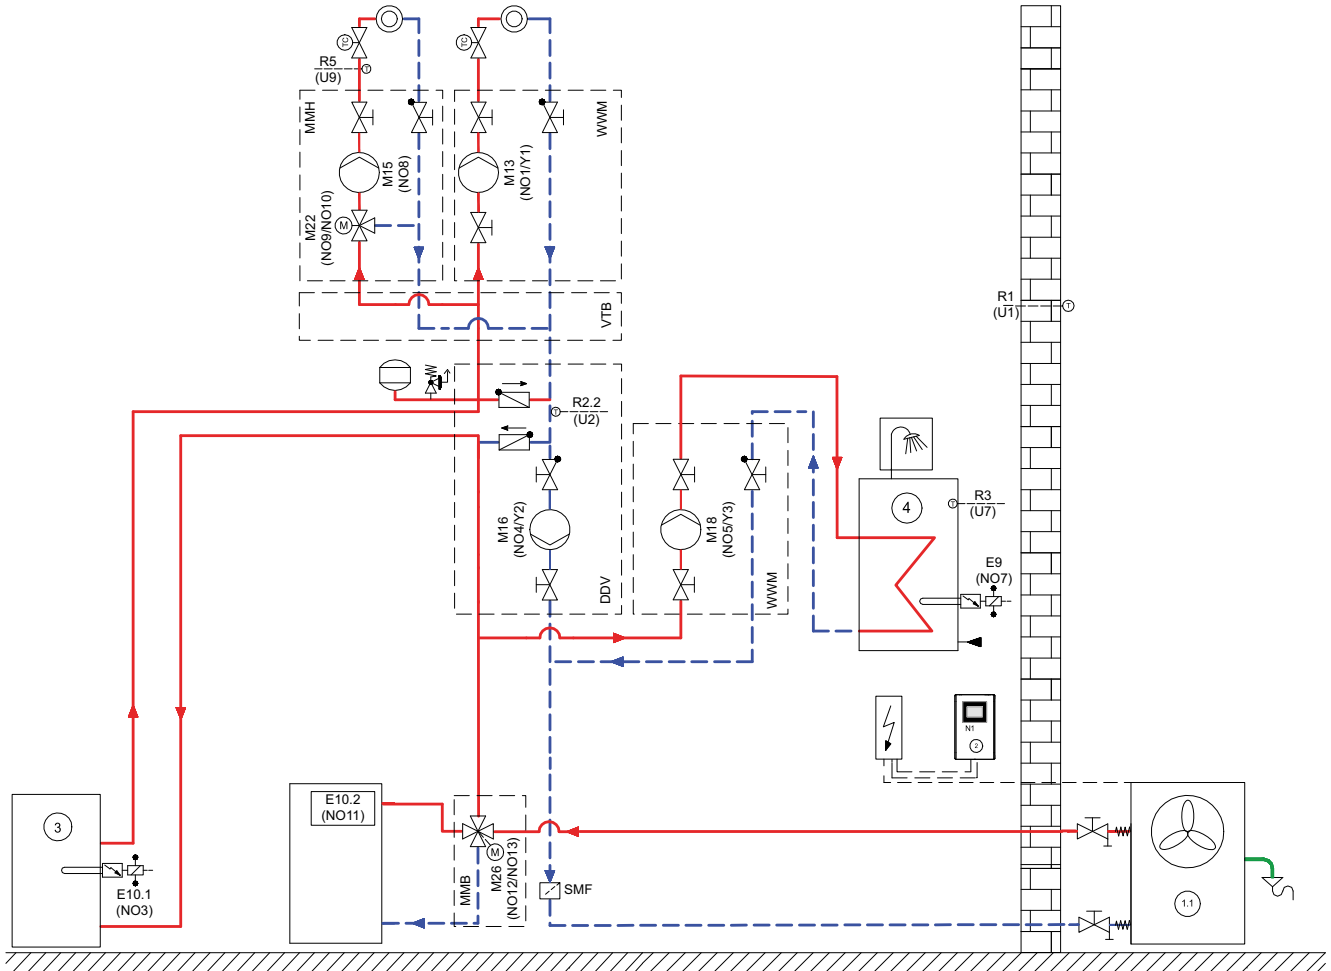 TC
TC
R5
(U9)
T
MMH
WWM
M15
(NO8)
M13
(NO1/Y1)
M22
(NO9/NO10)
M
VTB
R1
(U1)
T
R2.2
(U2)
T
M16
(NO4/Y2)
DDV
M18
(NO5/Y3)
WWM
4
R3
(U7)
T
E9
(NO7)
N1
2
3
E10.1
(NO3)
E10.2
(NO11)
M
M26
(NO12/NO13)
MMB
SMF
1.1